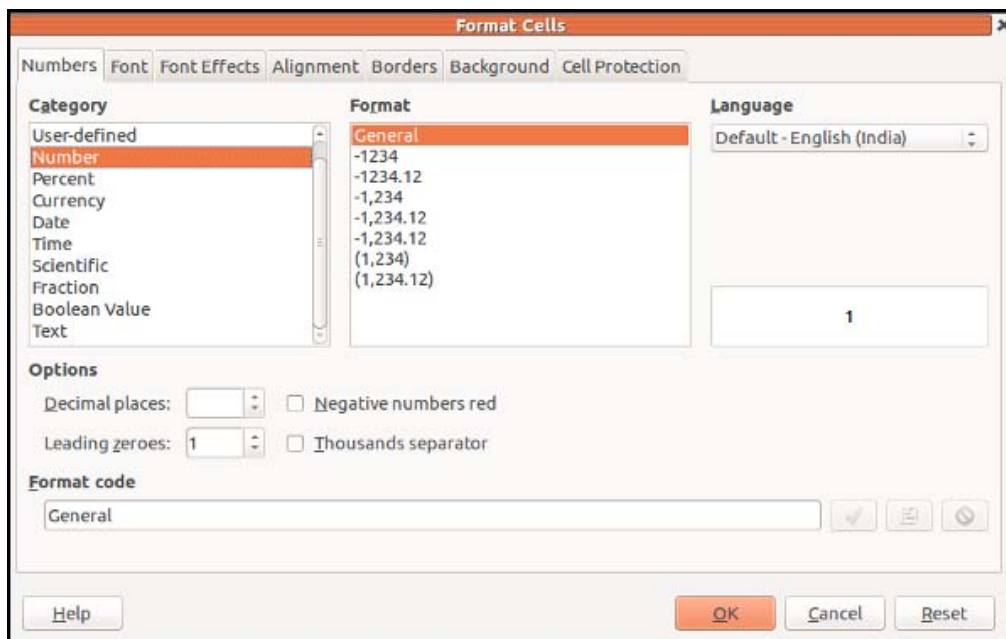 Format Cells
Numbers Font Font Effects Alignment Borders Background Cell Protection
Category
User-defined
Number
Percent
Currency
Date
Time
Scientific
Fraction
Boolean Value
Text
Format
General
-1234
-1234.12
-1,234
-1,234.12
-1,234.12
(1,234)
(1,234.12)
Language
Default - English (India)
1
Options
Decimal places:
Negative numbers red
Leading zeroes: 1
Thousands separator
Format code
General
Help
OK
Cancel
Reset